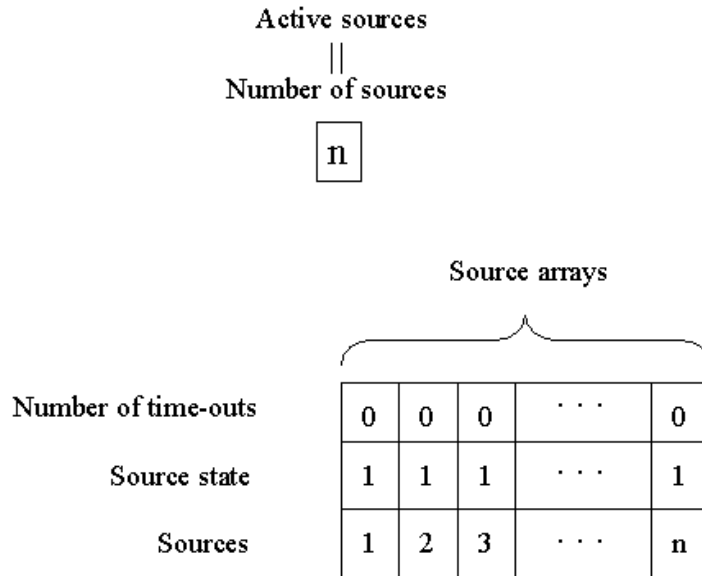 Active sources
||
Number of sources
n
Source arrays
Number of time-outs 0 0 0 . . . 0
Source state 1 1 1 . . . 1
Sources 1 2 3 . . . n